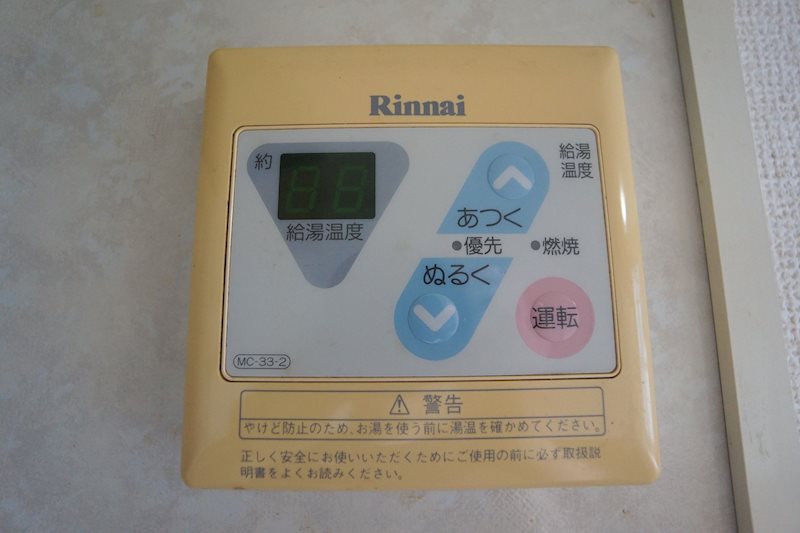 Rinnai
約
給湯温度
給湯
温度
あつく
●優先 ●燃焼
ぬるく
運転
MC-33-2
⚠ 警告
やけど防止のため、お湯を使う前に湯温を確かめてください。
正しく安全にお使いいただくためにご使用の前に必ず取扱説
明書をよくお読みください。